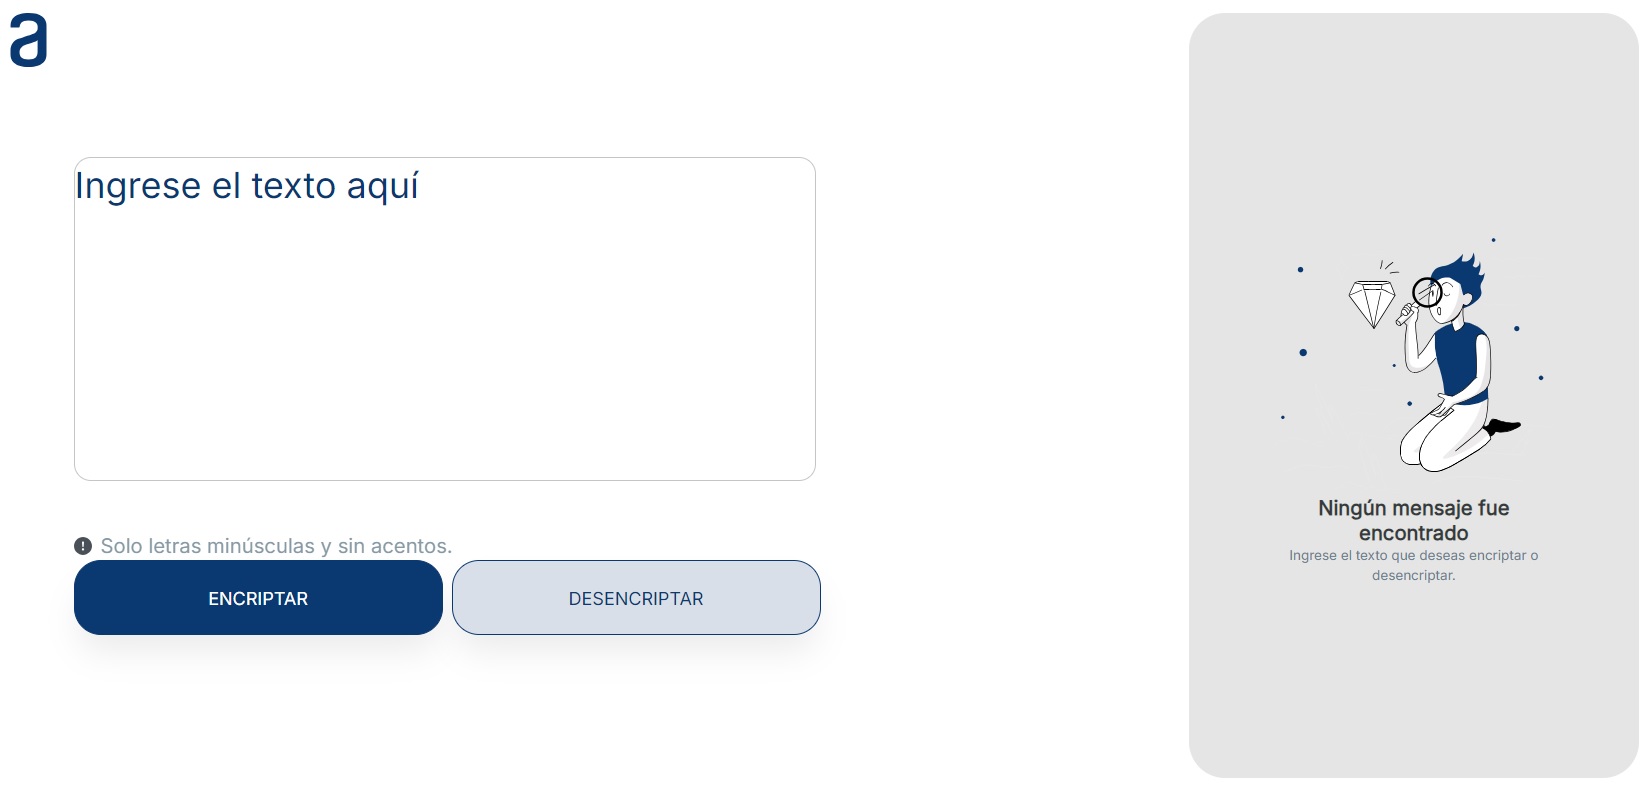 a
Ingrese el texto aquí
Solo letras minúsculas y sin acentos.
ENCRIPTAR
DESENCRIPTAR
Ningún mensaje fue
encontrado
Ingrese el texto que deseas encriptar o
desencriptar.